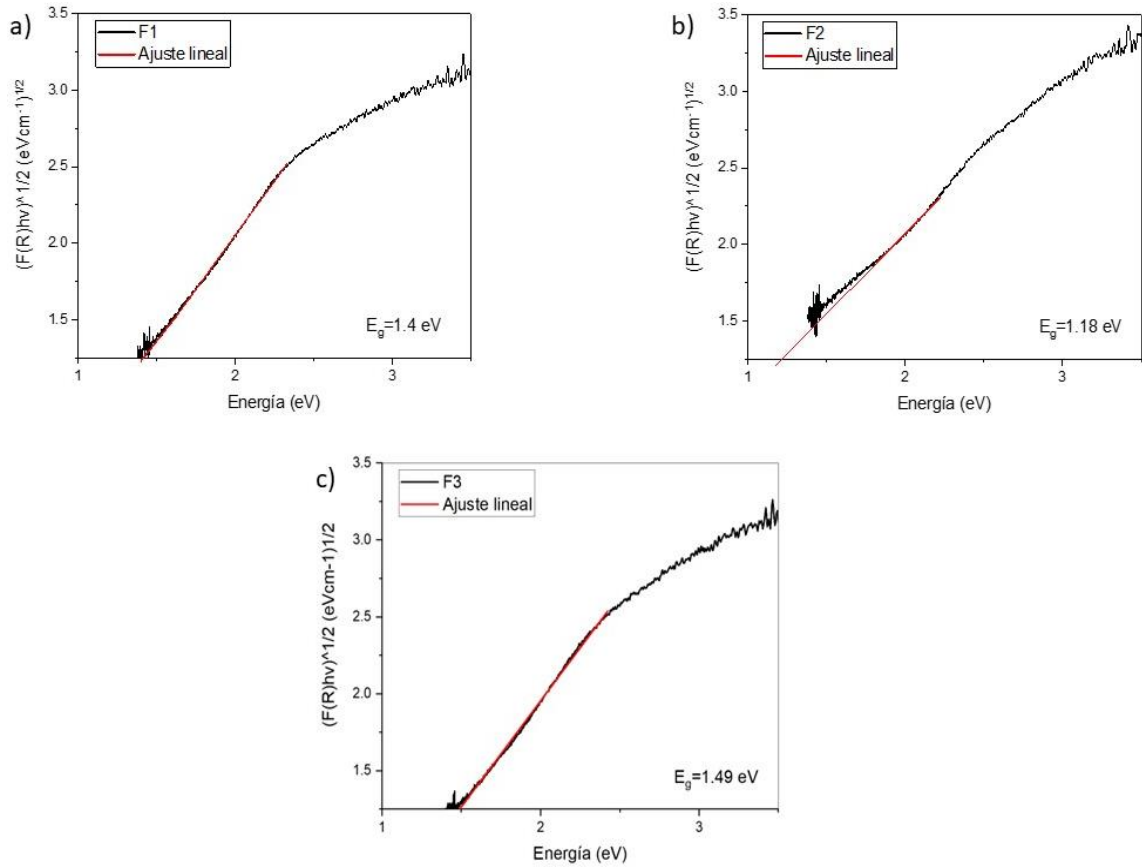 a)
F1
Ajuste lineal
(F(R)hv)^1/2 (eVcm⁻¹)¹/²
3.5
3.0
2.5
2.0
1.5
E_g=1.4 eV
1
2
3
Energía (eV)
b)
F2
Ajuste lineal
(F(R)hv)^1/2 (eVcm⁻¹)¹/²
3.5
3.0
2.5
2.0
1.5
E_g=1.18 eV
1
2
3
Energía (eV)
c)
F3
Ajuste lineal
(F(R)hv)^1/2 (eVcm-1)1/2
3.5
3.0
2.5
2.0
1.5
E_g=1.49 eV
1
2
3
Energía (eV)